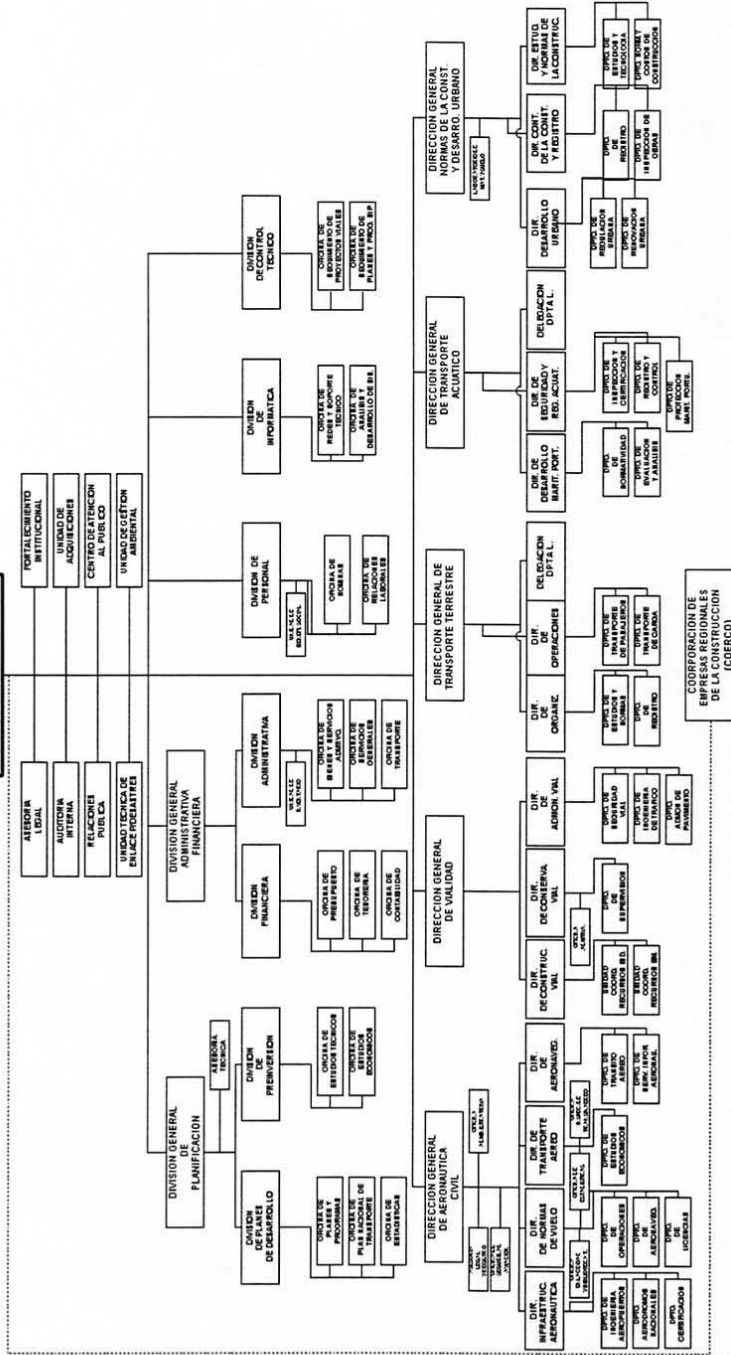 ASESORIA
LEGAL
FORTALECIMIENTO
INSTITUCIONAL
AUDITORIA
INTERNA
UNIDAD DE
ADQUISICIONES
RELACIONES
PUBLICA
CENTRO DE ATENCION
AL PUBLICO
UNIDAD TECNICA DE
ENLACE P/DESASTRES
UNIDAD DE GESTION
AMBIENTAL
DIVISION GENERAL
DE
PLANIFICACION
ASESORIA
TECNICA
DIVISION GENERAL
ADMINISTRATIVA
FINANCIERA
DIVISION
DE PLANES
DE DESARROLLO
DIVISION
DE
PREINVERSION
DIVISION
FINANCIERA
DIVISION
ADMINISTRATIVA
DIVISION DE
PERSONAL
DIVISION
DE
INFORMATICA
DIVISION
DE CONTROL
TECNICO
OFICINA DE
PLANES Y
PROGRAMAS
OFICINA DE
PLAN NACIONAL DE
TRANSPORTE
OFICINA DE
ESTADISTICAS
OFICINA DE
ESTUDIOS TECNICOS
OFICINA DE
ESTUDIOS
ECONOMICOS
OFICINA DE
PRESUPUESTO
OFICINA DE
TESORERIA
OFICINA DE
CONTABILIDAD
OFICINA DE
BIENES Y SERVICIOS
ADMTVO.
OFICINA DE
SERVICIOS
GENERALES
OFICINA DE
TRANSPORTE
OFICINA DE
NOMINAS
OFICINA DE
RELACIONES
LABORALES
OFICINA DE
REDES Y SOPORTE
TECNICO
OFICINA DE
ANALISIS Y
DESARROLLO DE SIS.
OFICINA DE
SEGUIMIENTO DE
PROYECTOS VIALES
OFICINA DE
SEGUIMIENTO DE
PLANES Y PROG. SIP
DIRECCION GENERAL
DE AERONAUTICA
CIVIL
DIRECCION GENERAL
DE VIALIDAD
DIRECCION GENERAL DE
TRANSPORTE TERRESTRE
DIRECCION GENERAL
DE TRANSPORTE
ACUATICO
DIRECCION GENERAL
NORMAS DE LA CONST.
Y DESARRO. URBANO
DIR.
INFRAESTRUC.
AERONAUTICA
DIR.
DE NORMAS
DE VUELO
DIR. DE
TRANSPORTE
AEREO
DIR.
DE
AERONAVEG.
DIR.
DE CONSTRUC.
VIAL
DIR.
DE CONSERVA.
VIAL
DIR.
DE
ADMON. VIAL
DIR.
DE
ORGANIZ.
DIR.
DE
OPERACIONES
DELEGACION
DPTAL.
DIR. DE
DESARROLLO
MARIT. PORT.
DIR. DE
SEGURIDAD Y
REG. ACUAT.
DELEGACION
DPTAL.
DIR.
DESARROLLO
URBANO
DIR. CONT.
DE LA CONST.
Y REGISTRO
DIR. ESTUD.
Y NORMAS DE
LA CONSTRUC.
DPTO. DE
INGENIERIA
AEROPUERTOS
DPTO.
AERODROMOS
NACIONALES
DPTO.
CERTIFICACION
DPTO. DE
OPERACIONES
DPTO.
DE
AERONAVEG.
DPTO. DE
LICENCIAS
DPTO. DE
ESTUDIOS
ECONOMICOS
DPTO. DE
TRANSITO
AEREO
DPTO. DE
SERV. INFOR
AERONAU.
UNIDAD
COORD.
RECURSOS BID.
UNIDAD
COORD.
RECURSOS BM.
DPTO.
DE
SUPERVISION
DPTO. DE
SEGURIDAD
VIAL
DPTO. DE
INGENIERIA
DE TRAFICO
DPTO.
ADMON DE
PAVIMENTO
DPTO. DE
ESTUDIOS Y
NORMAS
DPTO.
DE
REGISTRO
DPTO. DE
TRANSPORTE
DE PASAJEROS
DPTO. DE
TRANSPORTE
DE CARGA
DPTO.
DE
NORMATIVIDAD
DPTO. DE
EVALUACION
Y ANALISIS
DPTO. DE
INSPECCION Y
CERTIFICACION
DPTO. DE
REGISTRO Y
CONTROL
DPTO. DE
PROTECCION
MARIT. PORTU.
DPTO. DE
REGULACION
URBANA
DPTO. DE
RENOVACION
URBANA
DPTO.
DE
REGISTRO
DPTO. DE
INSPECCION DE
OBRAS
DPTO. DE
ESTUDIOS Y
TECNOLOGIA
DPTO. NORMA Y
COSTOS DE
CONSTRUCCION
COORPORACION DE
EMPRESAS REGIONALES
DE LA CONSTRUCCION
(COERCO)